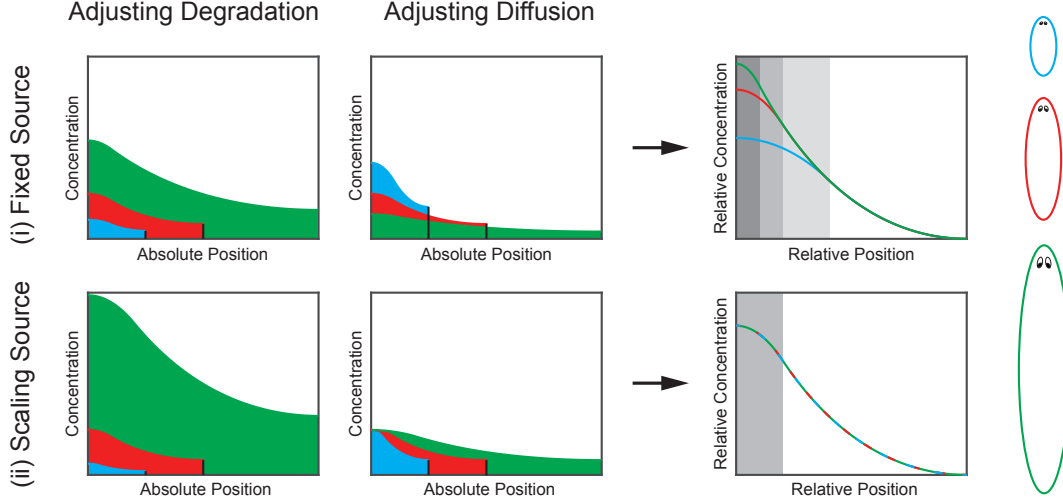 Adjusting Degradation
Adjusting Diffusion
(i) Fixed Source
Concentration
Absolute Position
Concentration
Absolute Position
Relative Concentration
Relative Position
(ii) Scaling Source
Concentration
Absolute Position
Concentration
Absolute Position
Relative Concentration
Relative Position